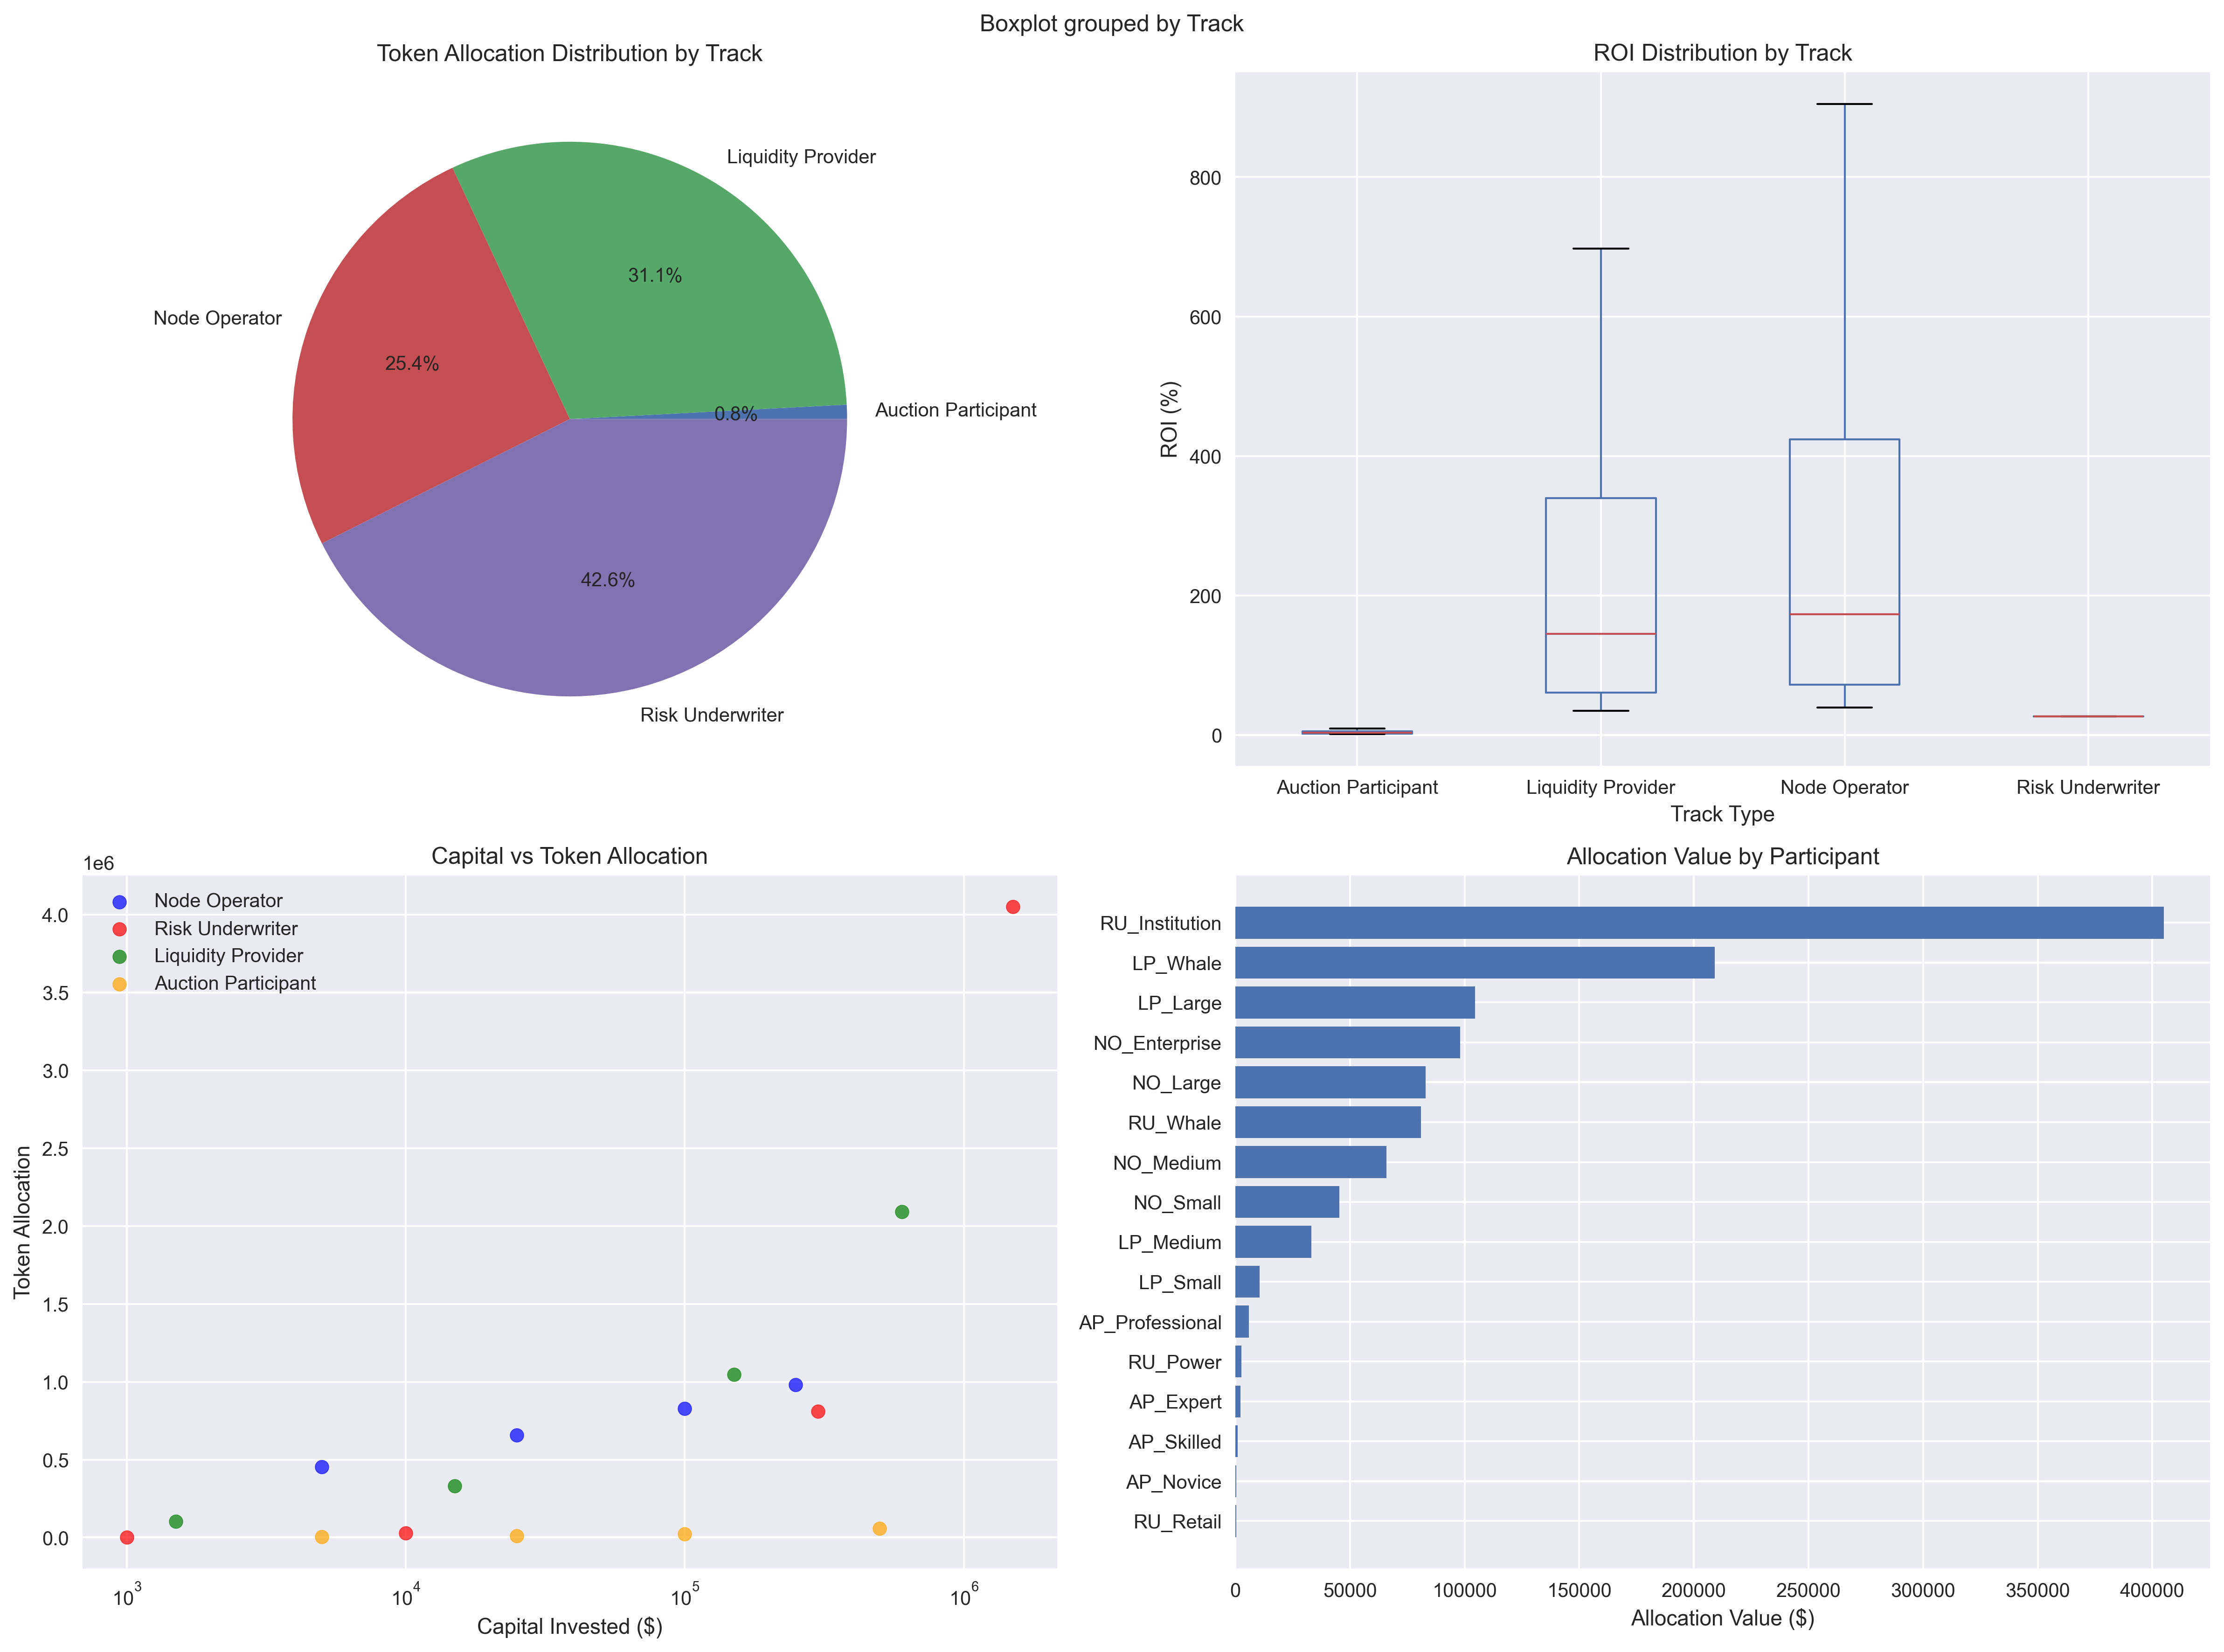 Boxplot grouped by Track
Token Allocation Distribution by Track
Liquidity Provider
31.1%
Node Operator
25.4%
0.8%
Auction Participant
42.6%
Risk Underwriter
ROI Distribution by Track
ROI (%)
800
600
400
200
0
Auction Participant
Liquidity Provider
Node Operator
Risk Underwriter
Track Type
Capital vs Token Allocation
1e6
Node Operator
Risk Underwriter
Liquidity Provider
Auction Participant
Token Allocation
4.0
3.5
3.0
2.5
2.0
1.5
1.0
0.5
0.0
10³
10⁴
10⁵
10⁶
Capital Invested ($)
Allocation Value by Participant
RU_Institution
LP_Whale
LP_Large
NO_Enterprise
NO_Large
RU_Whale
NO_Medium
NO_Small
LP_Medium
LP_Small
AP_Professional
RU_Power
AP_Expert
AP_Skilled
AP_Novice
RU_Retail
0
50000
100000
150000
200000
250000
300000
350000
400000
Allocation Value ($)